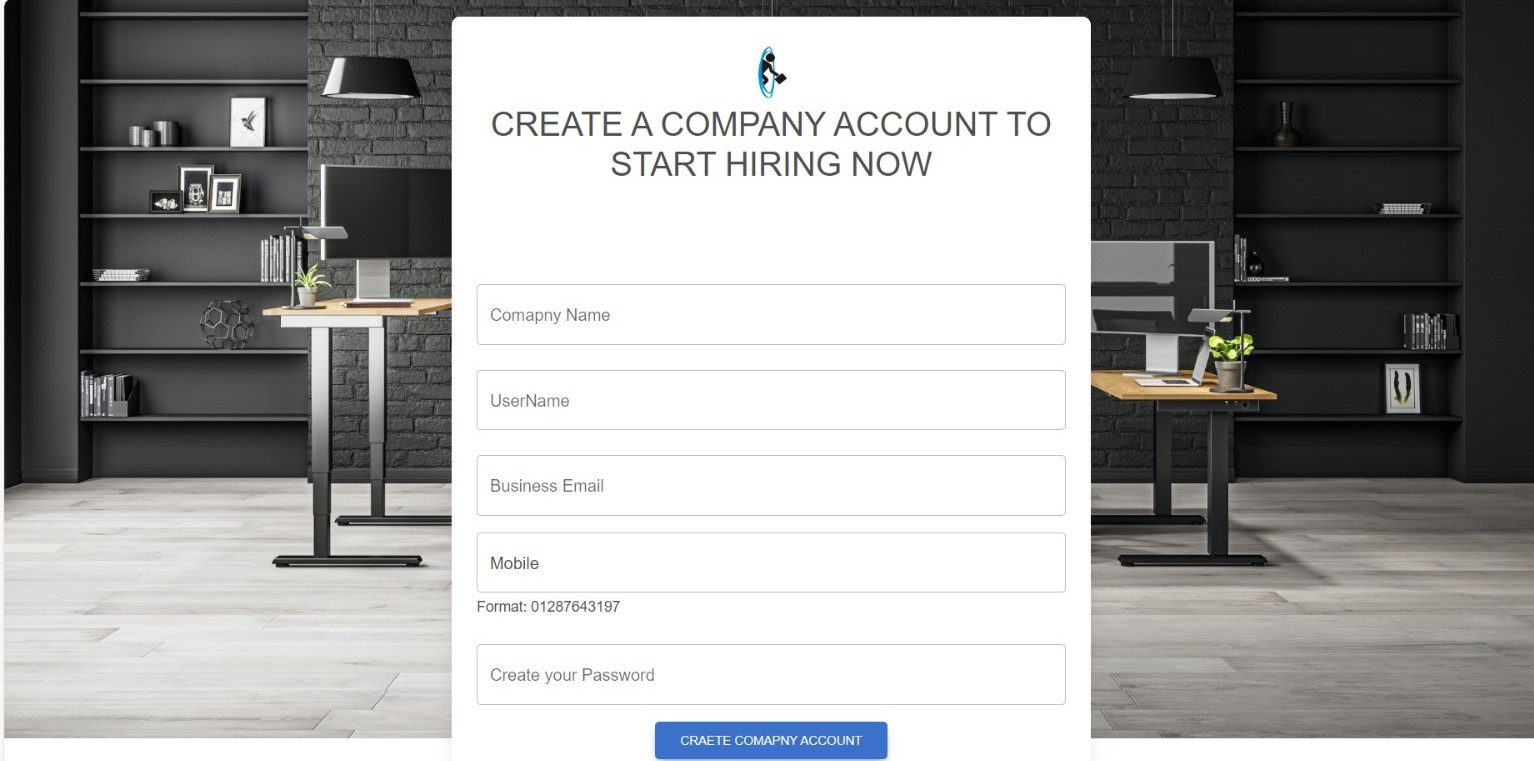 CREATE A COMPANY ACCOUNT TO
START HIRING NOW
Comapny Name
UserName
Business Email
Mobile
Format: 01287643197
Create your Password
CRAETE COMAPNY ACCOUNT